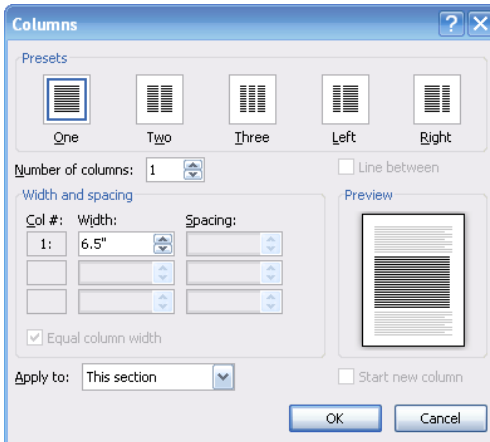 Columns
Presets
One Two Three Left Right
Number of columns: 1 Line between
Width and spacing Preview
Col #: Width: Spacing:
1: 6.5"
Equal column width
Apply to: This section Start new column
OK Cancel